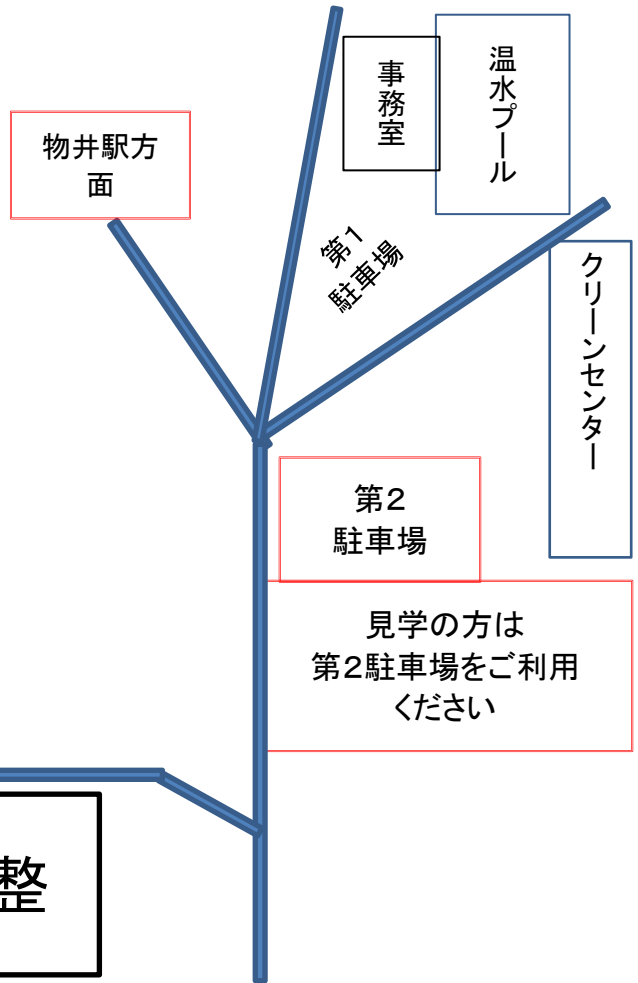 事務室
温水プール
物井駅方
面
第1
駐車場
クリーンセンター
第2
駐車場
見学の方は
第2駐車場をご利用
ください
整